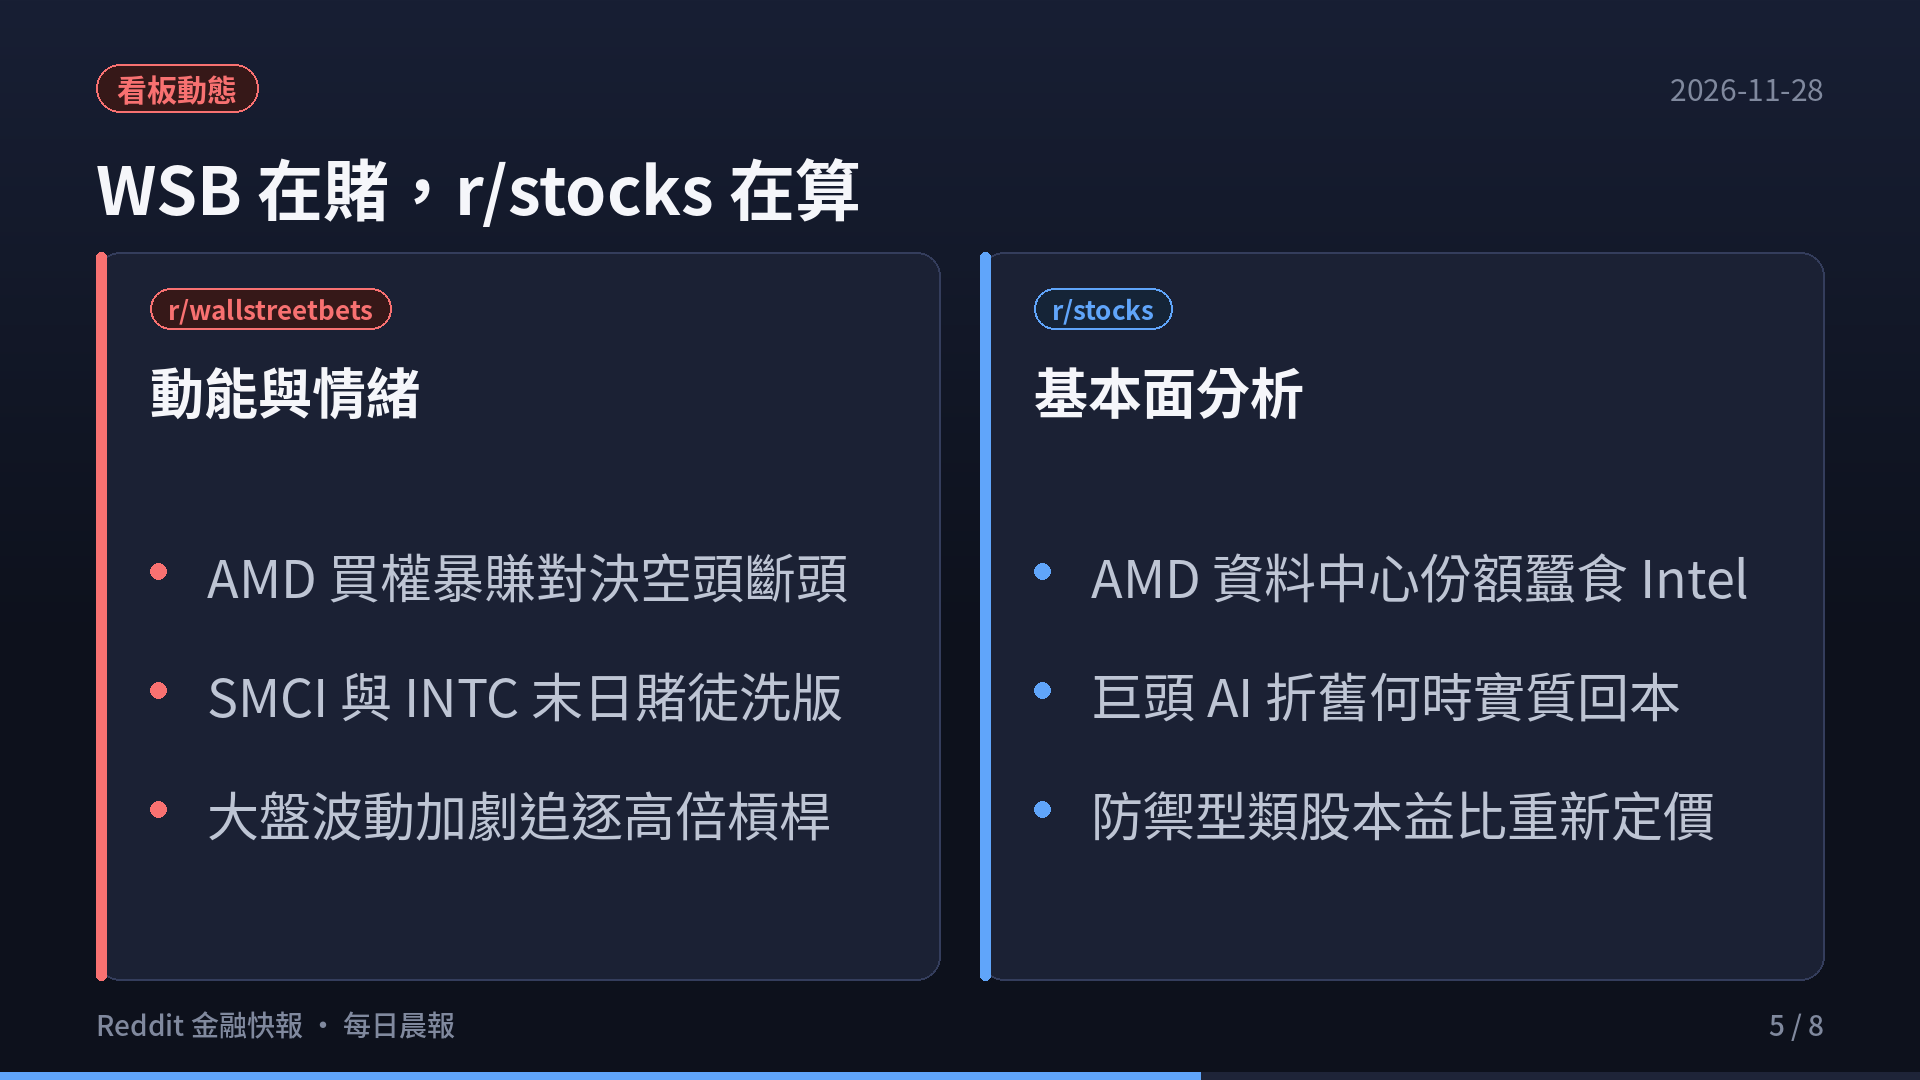 看板動態
2026-11-28
WSB 在賭，r/stocks 在算
r/wallstreetbets
動能與情緒
AMD 買權暴賺對決空頭斷頭
SMCI 與 INTC 末日賭徒洗版
大盤波動加劇追逐高倍槓桿
r/stocks
基本面分析
AMD 資料中心份額蠶食 Intel
巨頭 AI 折舊何時實質回本
防禦型類股本益比重新定價
Reddit 金融快報 • 每日晨報
5 / 8